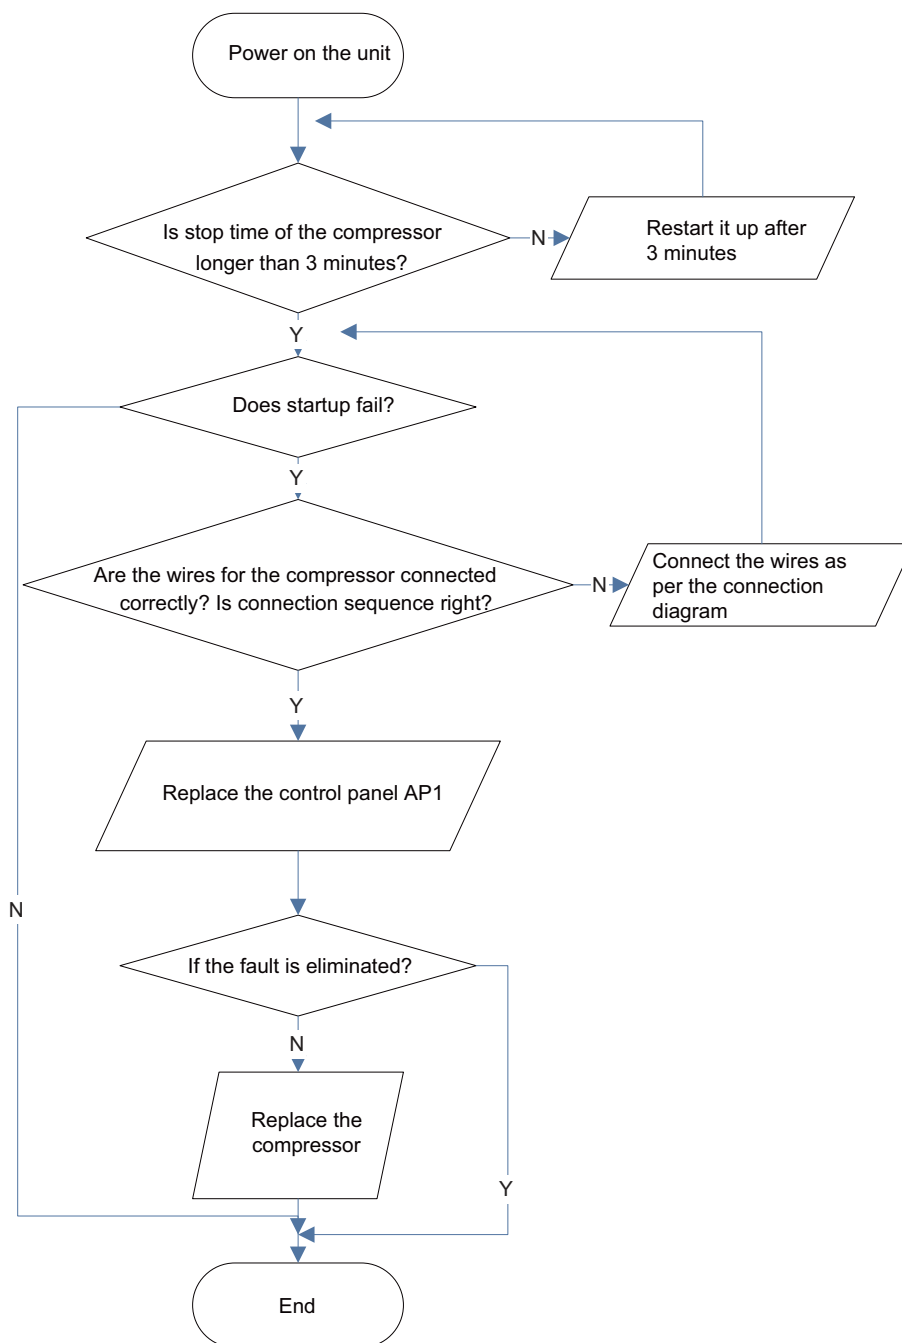 Power on the unit
Is stop time of the compressor
longer than 3 minutes?
N
Restart it up after
3 minutes
Y
Does startup fail?
Y
Are the wires for the compressor connected
correctly? Is connection sequence right?
N
Connect the wires as
per the connection
diagram
Y
Replace the control panel AP1
N
If the fault is eliminated?
N
Replace the
compressor
Y
End